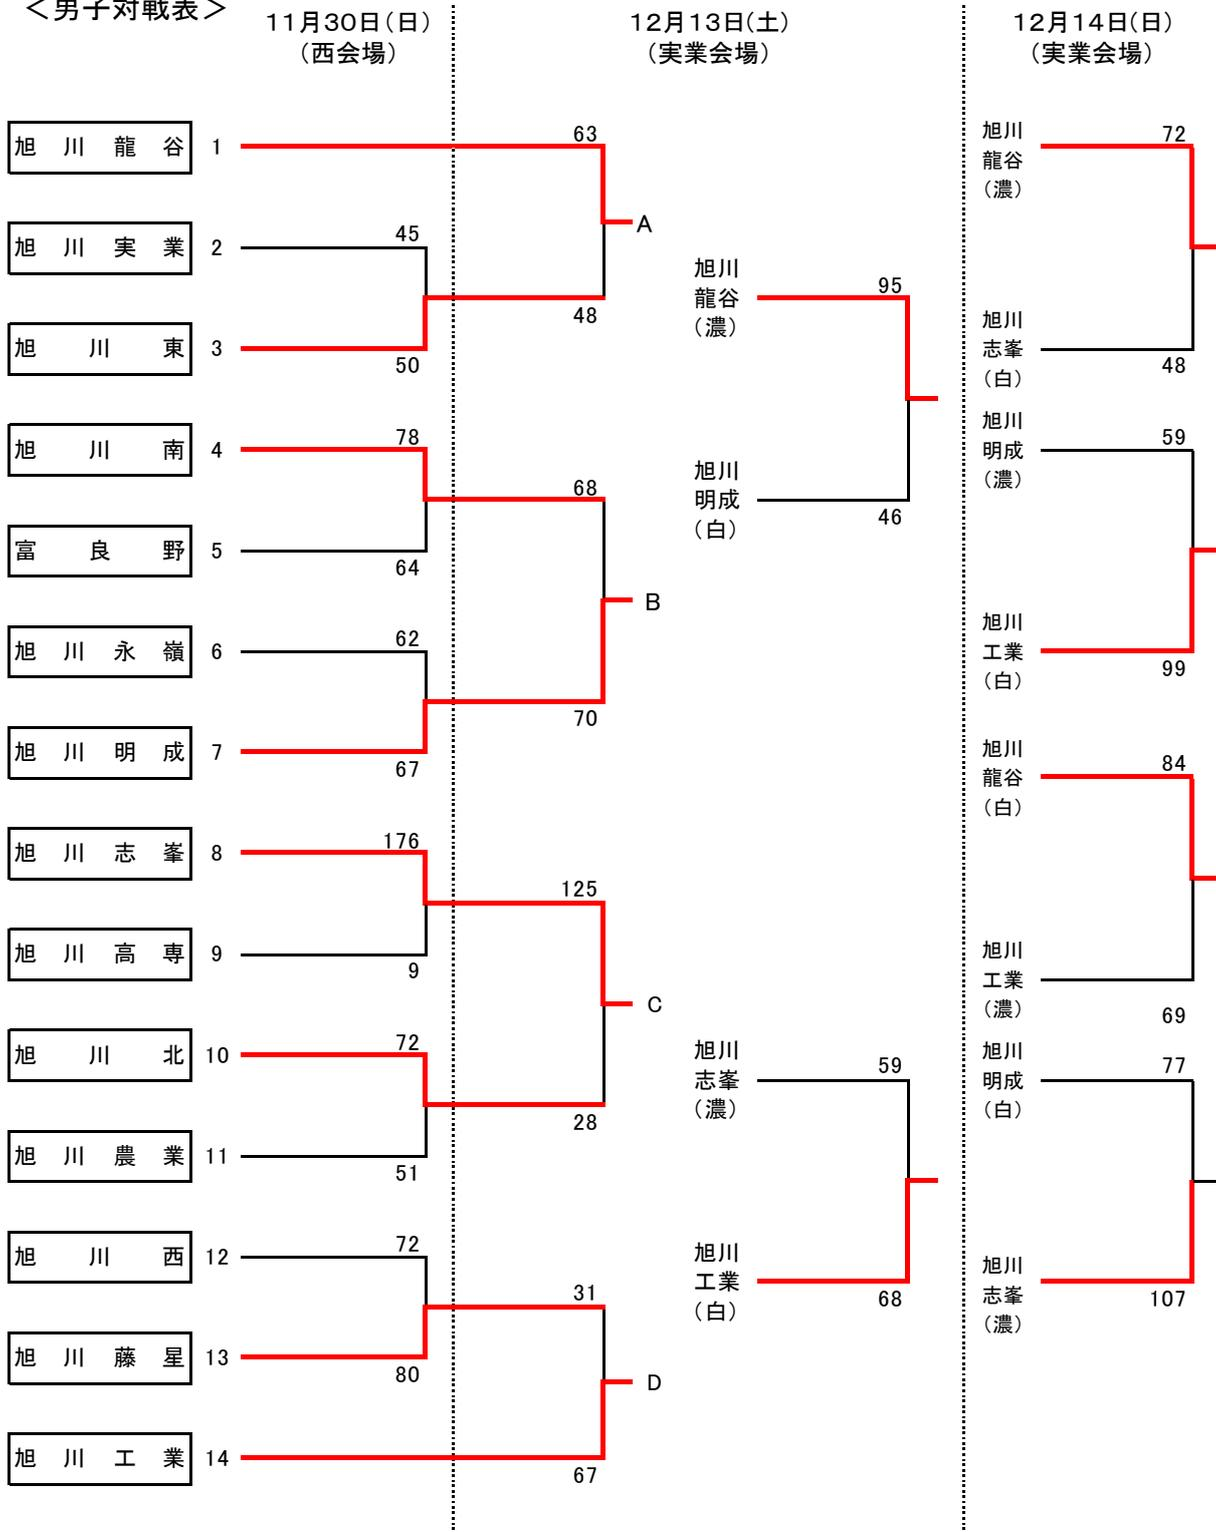 ＜男子対戦表＞
11月30日(日)
(西会場)
12月13日(土)
(実業会場)
12月14日(日)
(実業会場)
旭川龍谷 1
旭川実業 2
旭川東 3
旭川南 4
富良野 5
旭川永嶺 6
旭川明成 7
旭川志峯 8
旭川高専 9
旭川北 10
旭川農業 11
旭川西 12
旭川藤星 13
旭川工業 14
45
50
78
64
62
67
176
9
72
51
72
80
63
48
A
68
70
B
125
28
C
31
67
D
旭川
龍谷
(濃)
95
旭川
明成
(白)
46
旭川
志峯
(濃)
59
旭川
工業
(白)
68
旭川
龍谷
(濃)
72
旭川
志峯
(白)
48
旭川
明成
(濃)
59
旭川
工業
(白)
99
旭川
龍谷
(白)
84
旭川
工業
(濃)
69
旭川
明成
(白)
77
旭川
志峯
(濃)
107